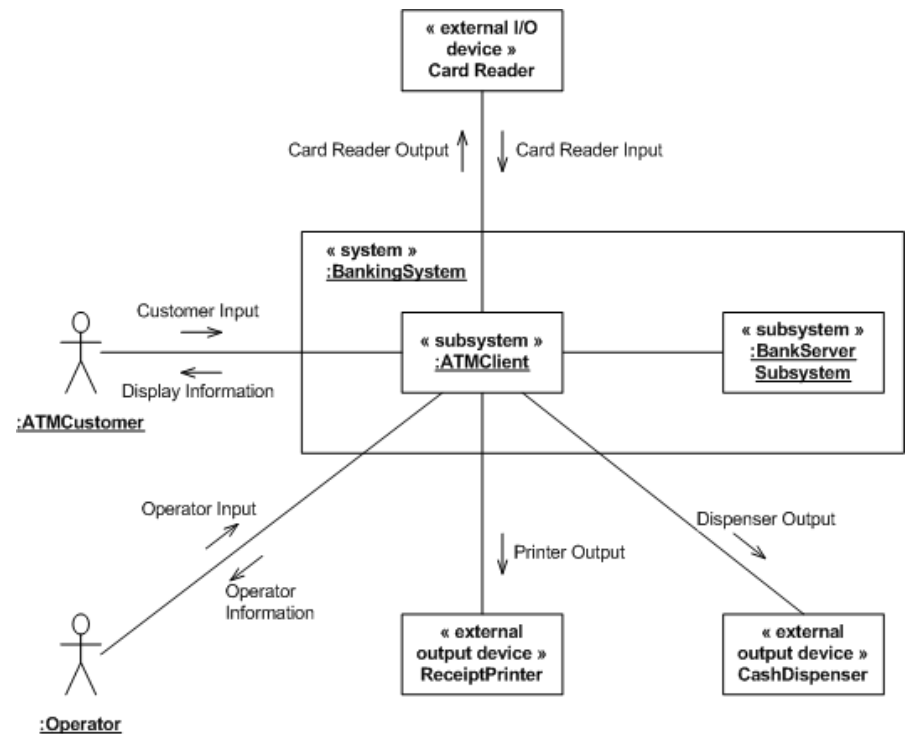 « external I/O
device »
Card Reader
Card Reader Output
Card Reader Input
« system »
:BankingSystem
Customer Input
« subsystem »
:ATMClient
« subsystem »
:BankServer
Subsystem
Display Information
:ATMCustomer
Operator Input
Dispenser Output
Printer Output
Operator
Information
« external
output device »
ReceiptPrinter
« external
output device »
CashDispenser
:Operator